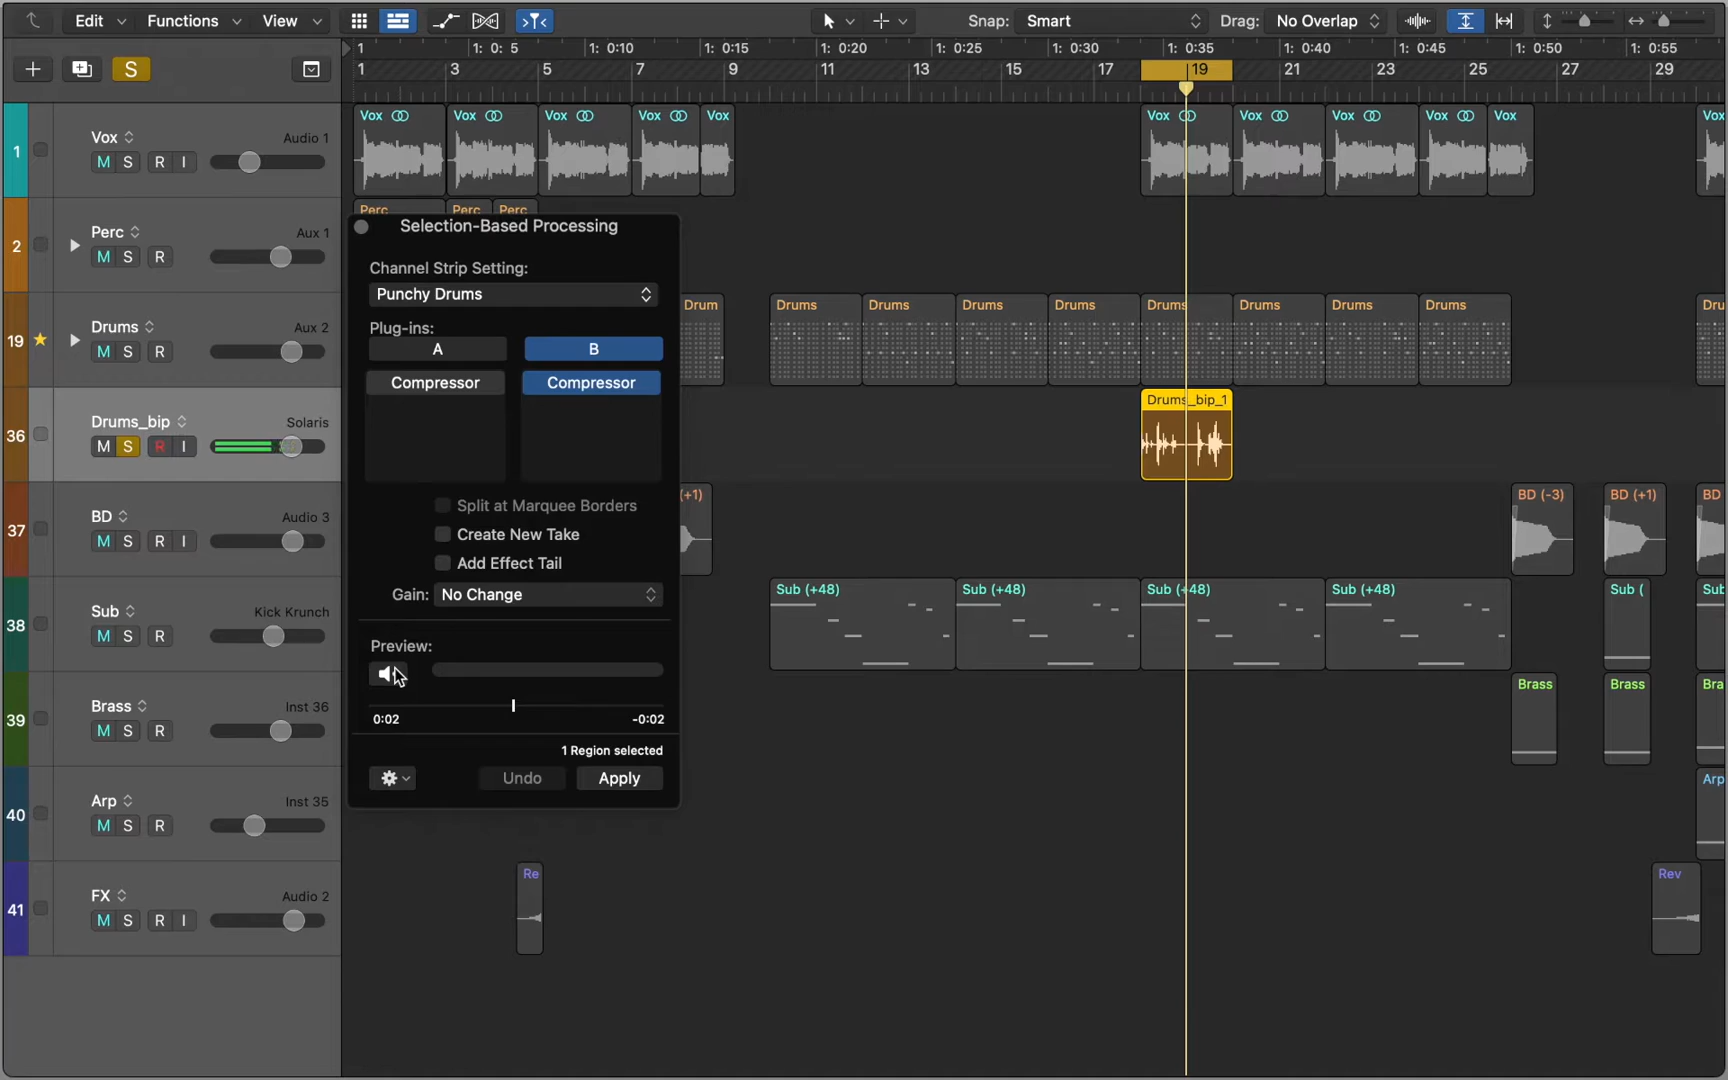 Edit Functions View Snap: Smart Drag: No Overlap
1 1: 0: 5 1: 0:10 1: 0:15 1: 0:20 1: 0:25 1: 0:30 1: 0:35 1: 0:40 1: 0:45 1: 0:50 1: 0:55
S 1 3 5 7 9 11 13 15 17 19 21 23 25 27 29
Vox Vox Vox Vox Vox Vox Vox Vox Vox Vox Vox
1 Vox Audio 1
M S R I
Perc Perc Perc
2 Perc Aux 1
M S R
Selection-Based Processing
Channel Strip Setting:
Punchy Drums
Drum Drums Drums Drums Drums Drums Drums Drums Drums Dru
19 Drums Aux 2
M S R
Plug-ins:
A B
Compressor Compressor
Drums_bip_1
36 Drums_bip Solaris
M S R I
(+1) BD (-3) BD (+1) BD
Split at Marquee Borders
37 BD Audio 3
M S R I
Create New Take
Add Effect Tail
Gain: No Change
Sub (+48) Sub (+48) Sub (+48) Sub (+48) Sub ( Sub
38 Sub Kick Krunch
M S R
Preview:
0:02 -0:02
Brass Brass Bra
39 Brass Inst 36
M S R
1 Region selected
Undo Apply
Arp
40 Arp Inst 35
M S R
Re Rev
41 FX Audio 2
M S R I